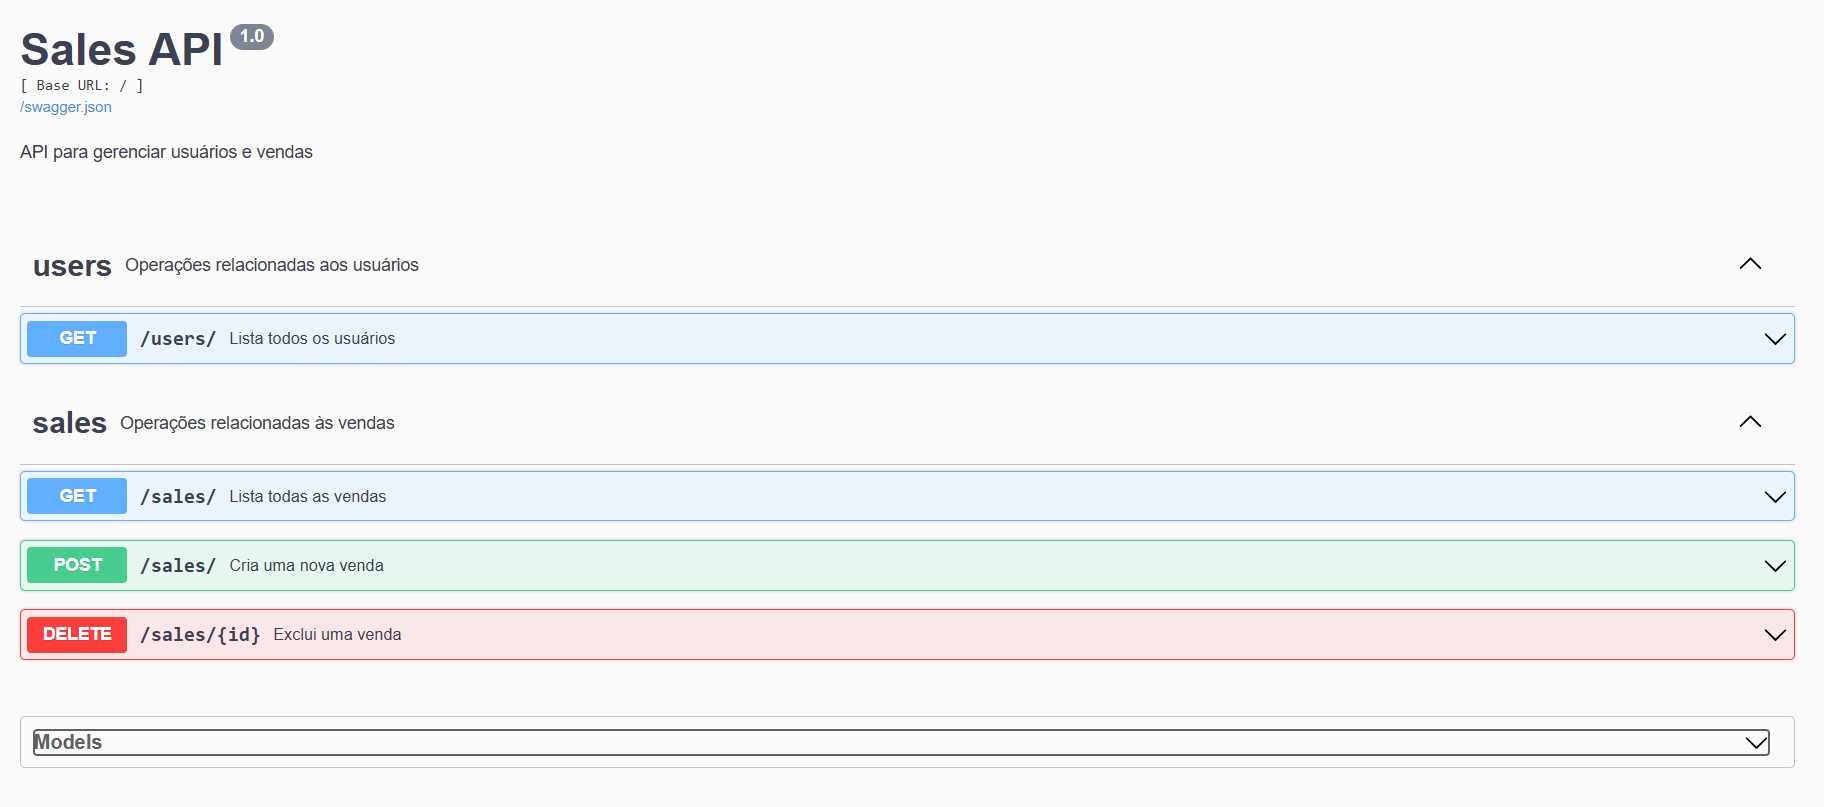 Sales API 1.0
[ Base URL: / ]
/swagger.json
API para gerenciar usuários e vendas
users Operações relacionadas aos usuários
GET /users/ Lista todos os usuários
sales Operações relacionadas às vendas
GET /sales/ Lista todas as vendas
POST /sales/ Cria uma nova venda
DELETE /sales/{id} Exclui uma venda
Models